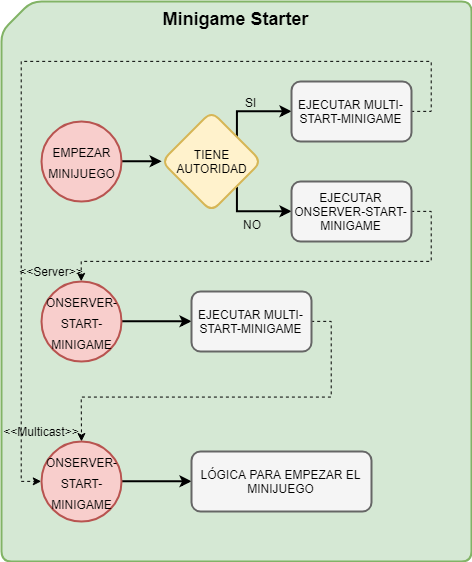 Minigame Starter
EMPEZAR
MINIJUEGO
TIENE
AUTORIDAD
SI
EJECUTAR MULTI-
START-MINIGAME
NO
EJECUTAR
ONSERVER-START-
MINIGAME
<<Server>>
ONSERVER-
START-
MINIGAME
EJECUTAR MULTI-
START-MINIGAME
<<Multicast>>
ONSERVER-
START-
MINIGAME
LÓGICA PARA EMPEZAR EL
MINIJUEGO